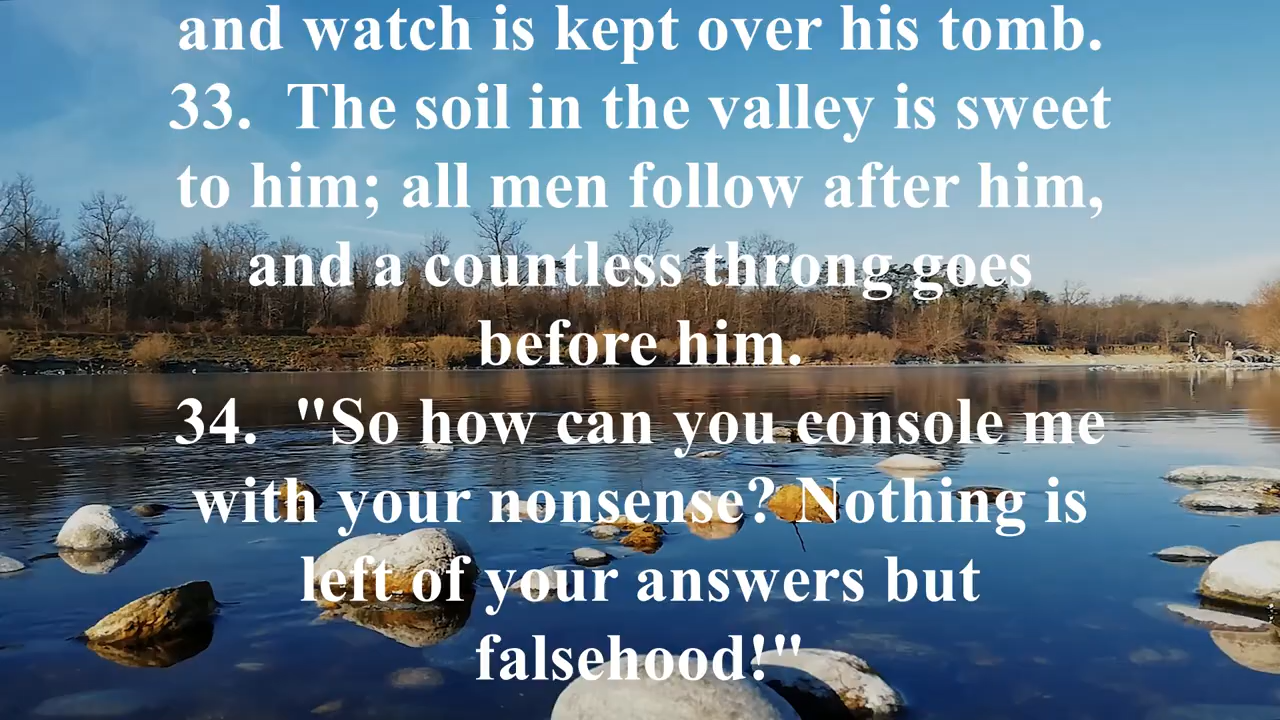 and watch is kept over his tomb.
33. The soil in the valley is sweet
to him; all men follow after him,
and a countless throng goes
before him.
34. "So how can you console me
with your nonsense? Nothing is
left of your answers but
falsehood!"